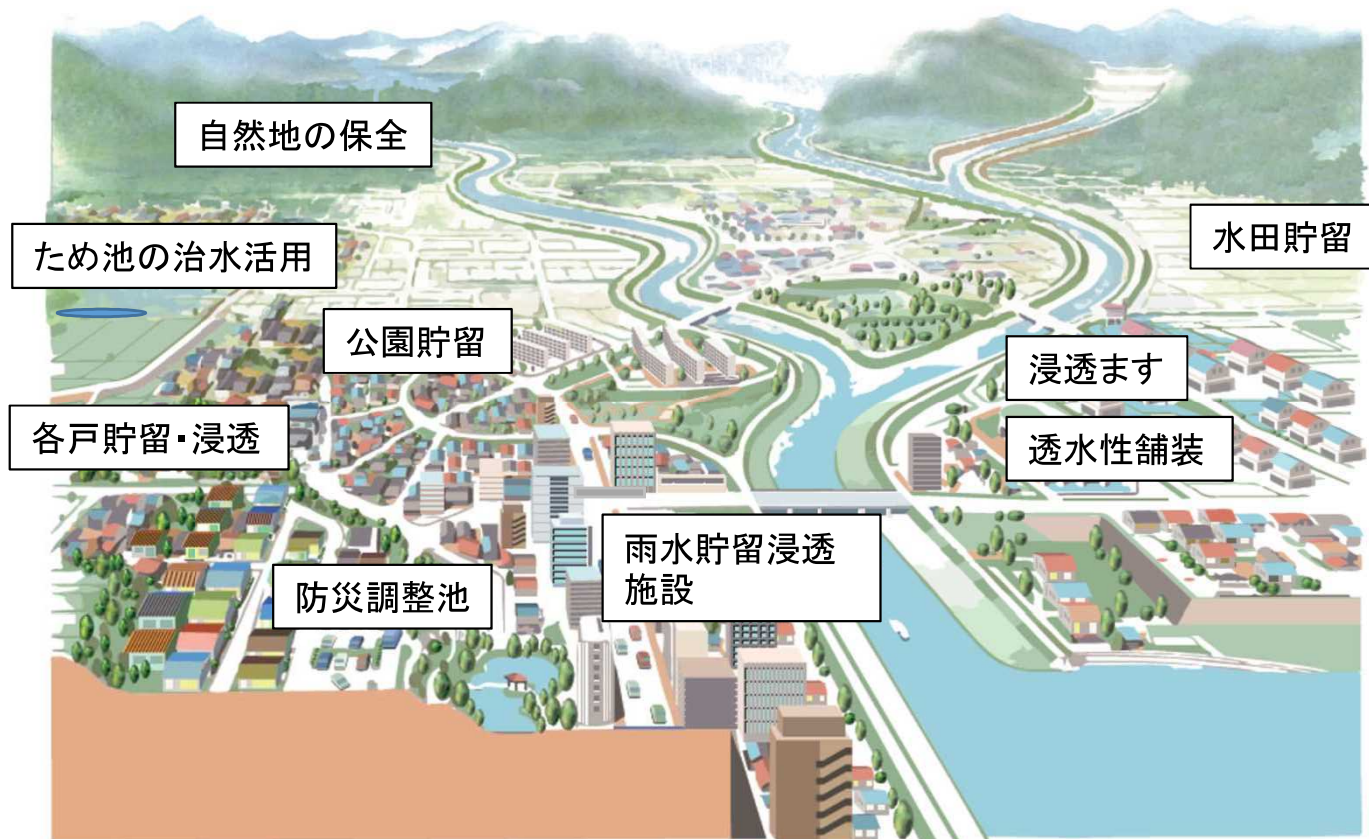 自然地の保全
ため池の治水活用
水田貯留
公園貯留
浸透ます
各戸貯留・浸透
透水性舗装
雨水貯留浸透
施設
防災調整池